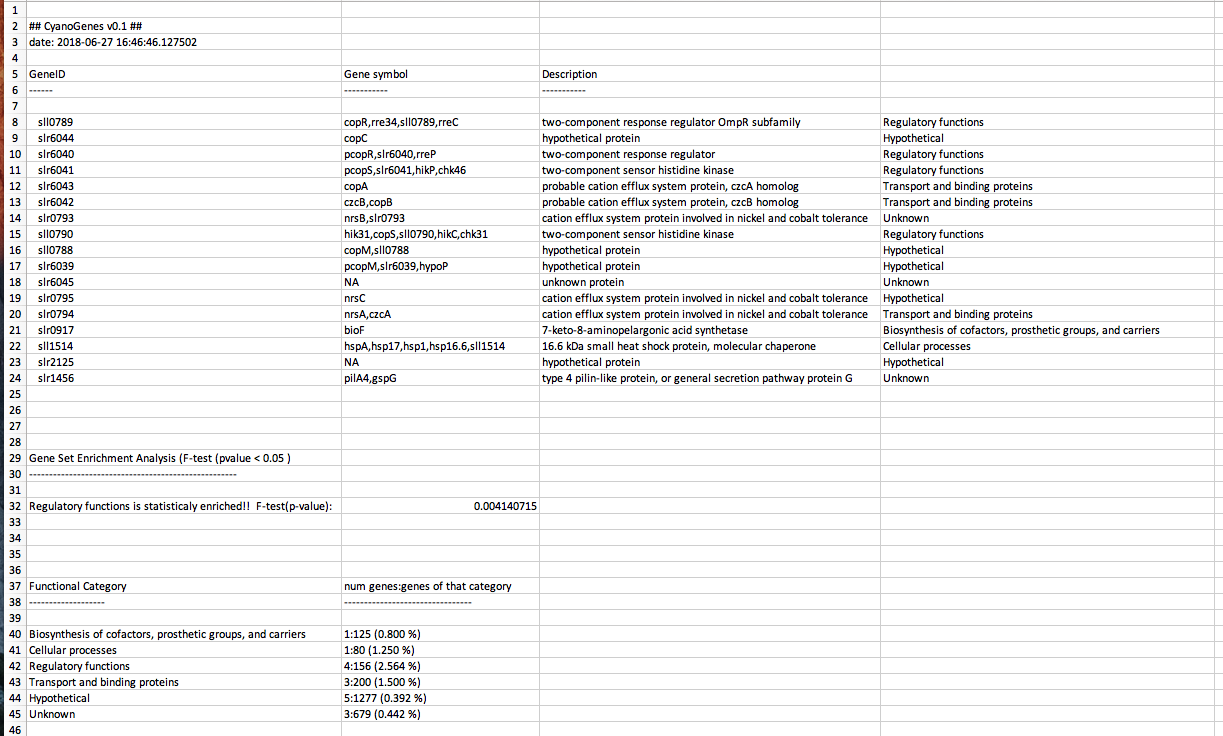 1
2 ## CyanoGenes v0.1 ##
3 date: 2018-06-27 16:46:46.127502
4
5 GeneID Gene symbol Description
6 ------ ----------- -----------
7
8 sll0789 copR,rre34,sll0789,rreC two-component response regulator OmpR subfamily Regulatory functions
9 slr6044 copC hypothetical protein Hypothetical
10 slr6040 pcopR,slr6040,rreP two-component response regulator Regulatory functions
11 slr6041 pcopS,slr6041,hikP,chk46 two-component sensor histidine kinase Regulatory functions
12 slr6043 copA probable cation efflux system protein, czcA homolog Transport and binding proteins
13 slr6042 czcB,copB probable cation efflux system protein, czcB homolog Transport and binding proteins
14 slr0793 nrsB,slr0793 cation efflux system protein involved in nickel and cobalt tolerance Unknown
15 sll0790 hik31,copS,sll0790,hikC,chk31 two-component sensor histidine kinase Regulatory functions
16 sll0788 copM,sll0788 hypothetical protein Hypothetical
17 slr6039 pcopM,slr6039,hypoP hypothetical protein Hypothetical
18 slr6045 NA unknown protein Unknown
19 slr0795 nrsC cation efflux system protein involved in nickel and cobalt tolerance Hypothetical
20 slr0794 nrsA,czcA cation efflux system protein involved in nickel and cobalt tolerance Transport and binding proteins
21 slr0917 bioF 7-keto-8-aminopelargonic acid synthetase Biosynthesis of cofactors, prosthetic groups, and carriers
22 sll1514 hspA,hsp17,hsp1,hsp16.6,sll1514 16.6 kDa small heat shock protein, molecular chaperone Cellular processes
23 slr2125 NA hypothetical protein Hypothetical
24 slr1456 pilA4,gspG type 4 pilin-like protein, or general secretion pathway protein G Unknown
25
26
27
28
29 Gene Set Enrichment Analysis (F-test (pvalue < 0.05 )
30 ----------------------------------------------------
31
32 Regulatory functions is statisticaly enriched!! F-test(p-value): 0.004140715
33
34
35
36
37 Functional Category num genes:genes of that category
38 ------------------- --------------------------------
39
40 Biosynthesis of cofactors, prosthetic groups, and carriers 1:125 (0.800 %)
41 Cellular processes 1:80 (1.250 %)
42 Regulatory functions 4:156 (2.564 %)
43 Transport and binding proteins 3:200 (1.500 %)
44 Hypothetical 5:1277 (0.392 %)
45 Unknown 3:679 (0.442 %)
46